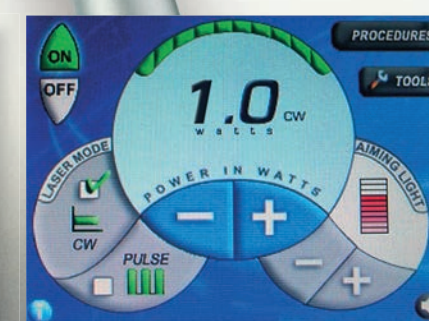 ON
OFF
PROCEDURES
TOOLS
1.0 CW
watts
POWER IN WATTS
LASER MODE
AIMING LIGHT
CW
PULSE